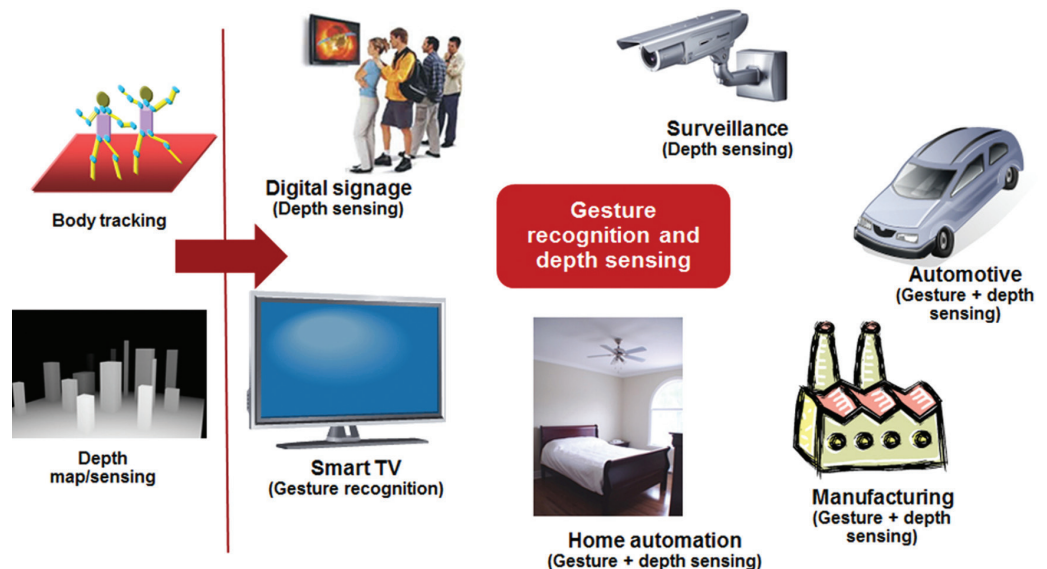 Body tracking
Depth
map/sensing
Digital signage
(Depth sensing)
Smart TV
(Gesture recognition)
Surveillance
(Depth sensing)
Gesture
recognition and
depth sensing
Automotive
(Gesture + depth
sensing)
Manufacturing
(Gesture + depth
sensing)
Home automation
(Gesture + depth sensing)